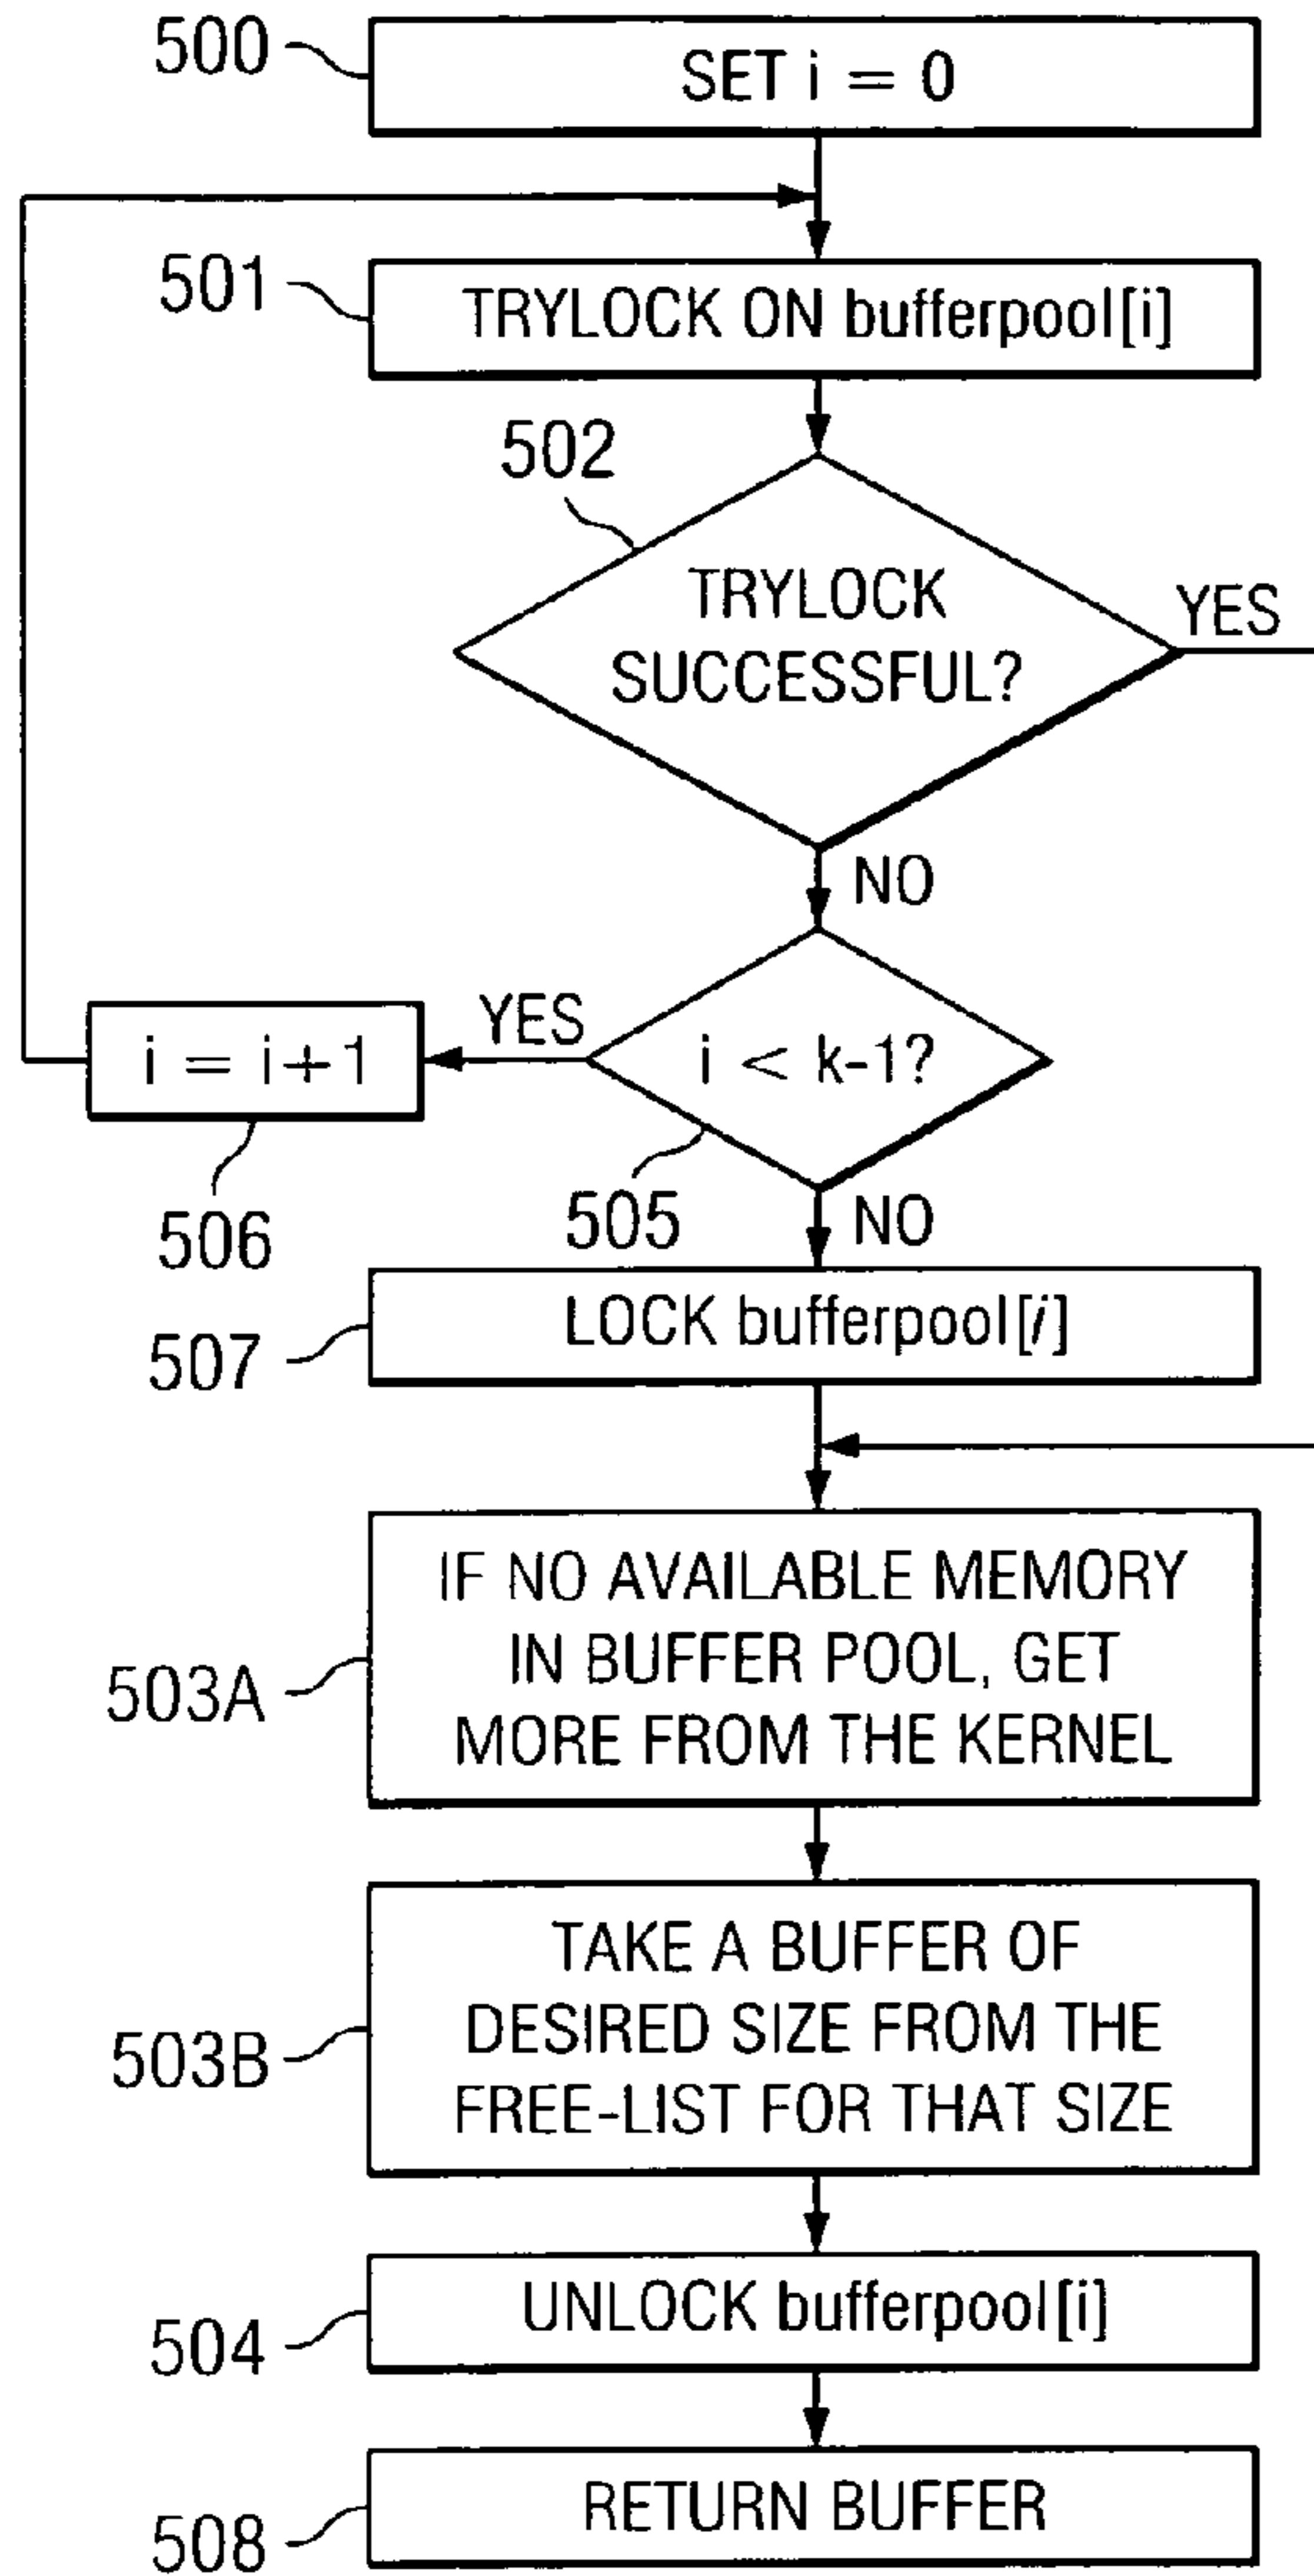 500
SET i = 0
501
TRYLOCK ON bufferpool[i]
502
TRYLOCK
SUCCESSFUL?
YES
NO
i < k-1?
YES
i = i+1
506
505
NO
LOCK bufferpool[i]
507
IF NO AVAILABLE MEMORY
IN BUFFER POOL, GET
MORE FROM THE KERNEL
503A
TAKE A BUFFER OF
DESIRED SIZE FROM THE
FREE-LIST FOR THAT SIZE
503B
UNLOCK bufferpool[i]
504
RETURN BUFFER
508